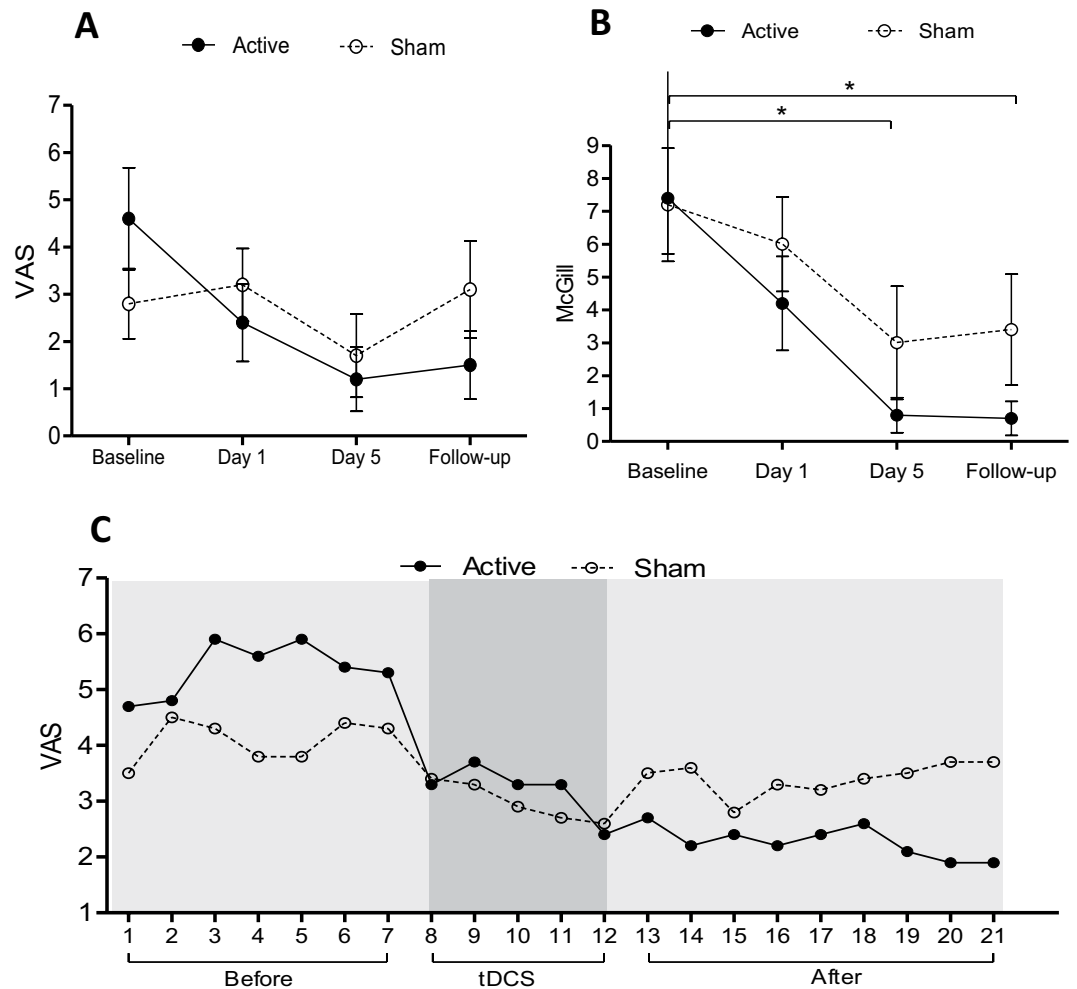 A
Active Sham
VAS
7
6
5
4
3
2
1
0
Baseline Day 1 Day 5 Follow-up
B
Active Sham
*
*
McGill
9
8
7
6
5
4
3
2
1
0
Baseline Day 1 Day 5 Follow-up
C
Active Sham
VAS
7
6
5
4
3
2
1
1 2 3 4 5 6 7 8 9 10 11 12 13 14 15 16 17 18 19 20 21
Before tDCS After